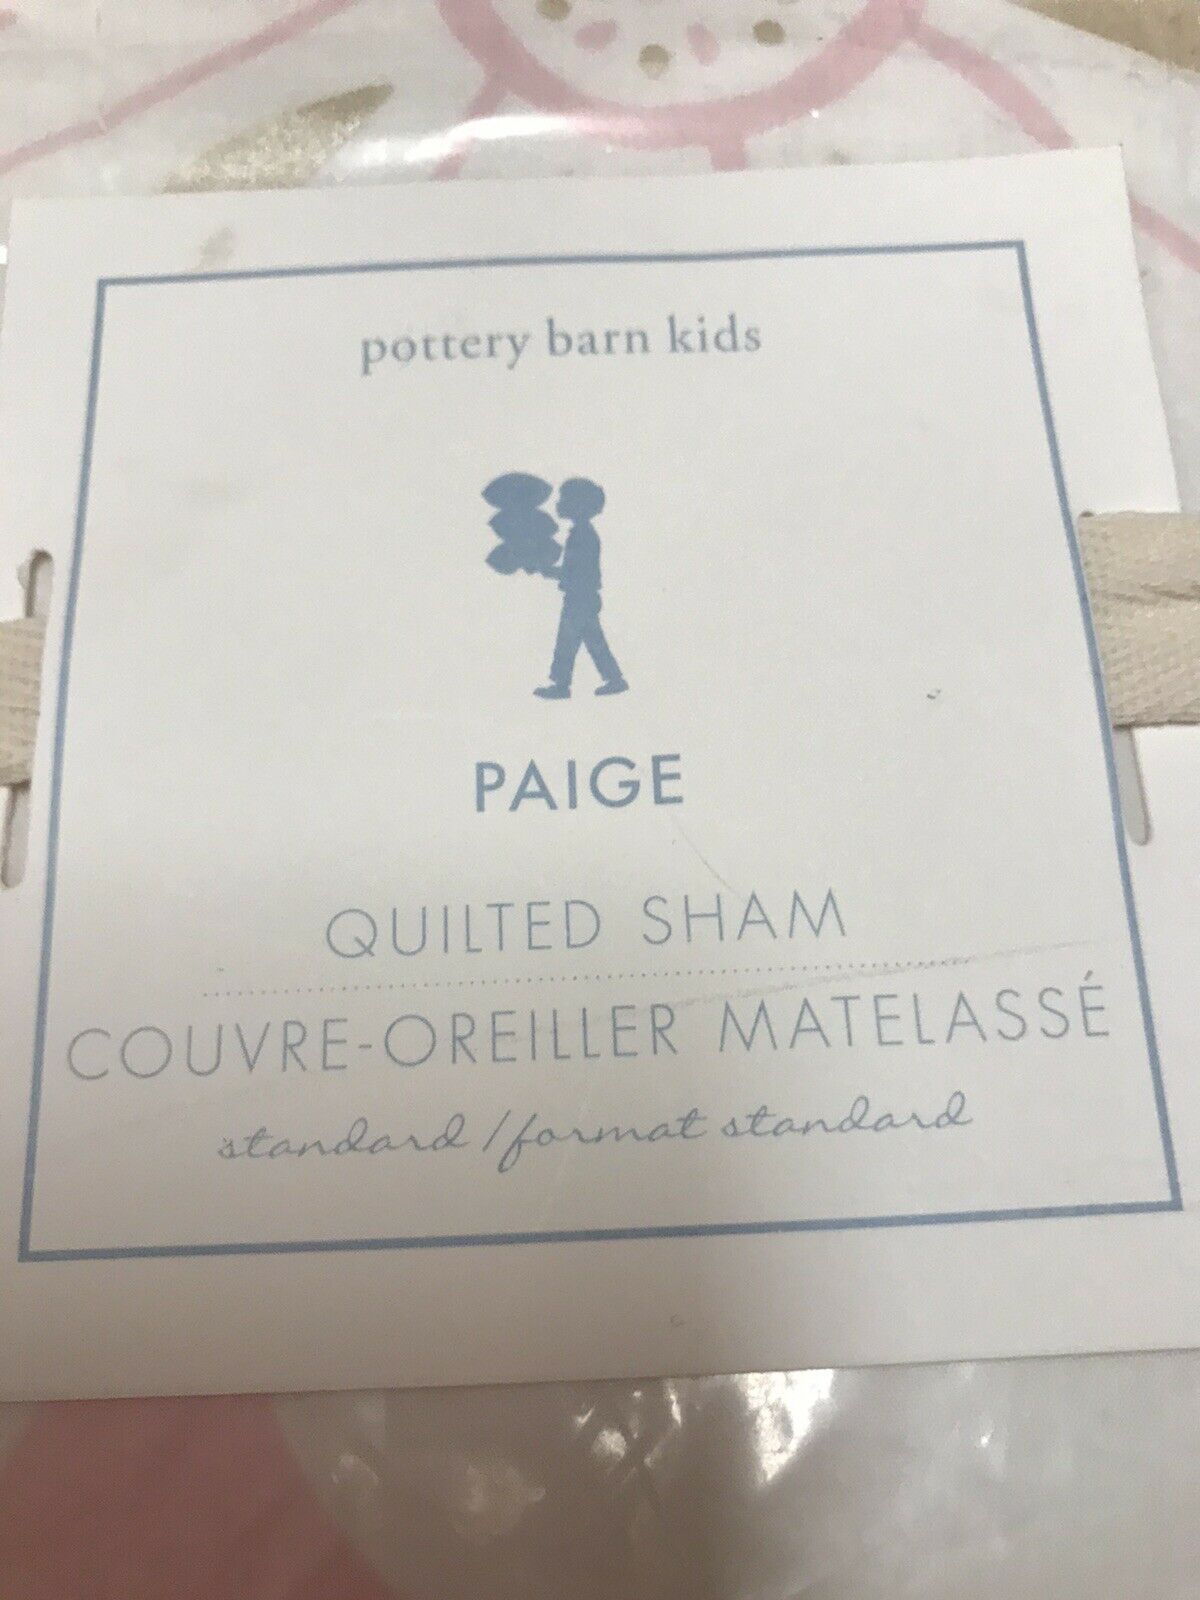 pottery barn kids
PAIGE
QUILTED SHAM
COUVRE-OREILLER MATELASSÉ
standard / format standard